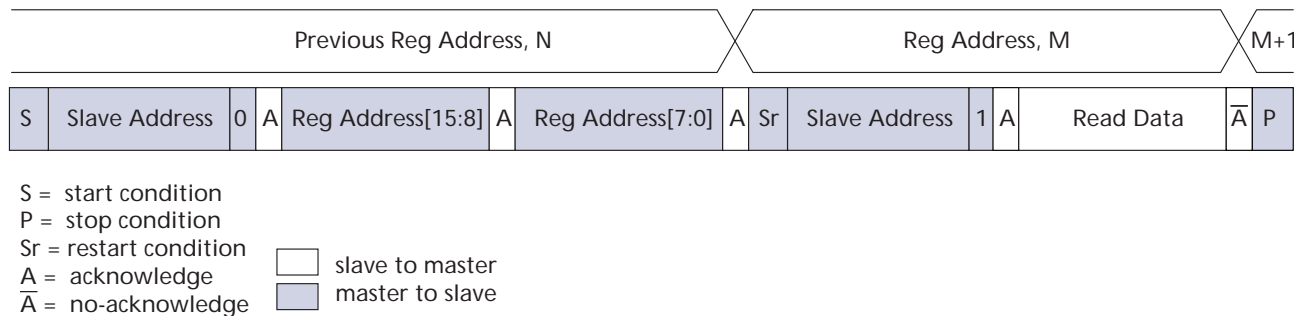 Previous Reg Address, N Reg Address, M M+1
S Slave Address 0 A Reg Address[15:8] A Reg Address[7:0] A Sr Slave Address 1 A Read Data A̅ P
S = start condition
P = stop condition
Sr = restart condition
A = acknowledge
A̅ = no-acknowledge
slave to master
master to slave